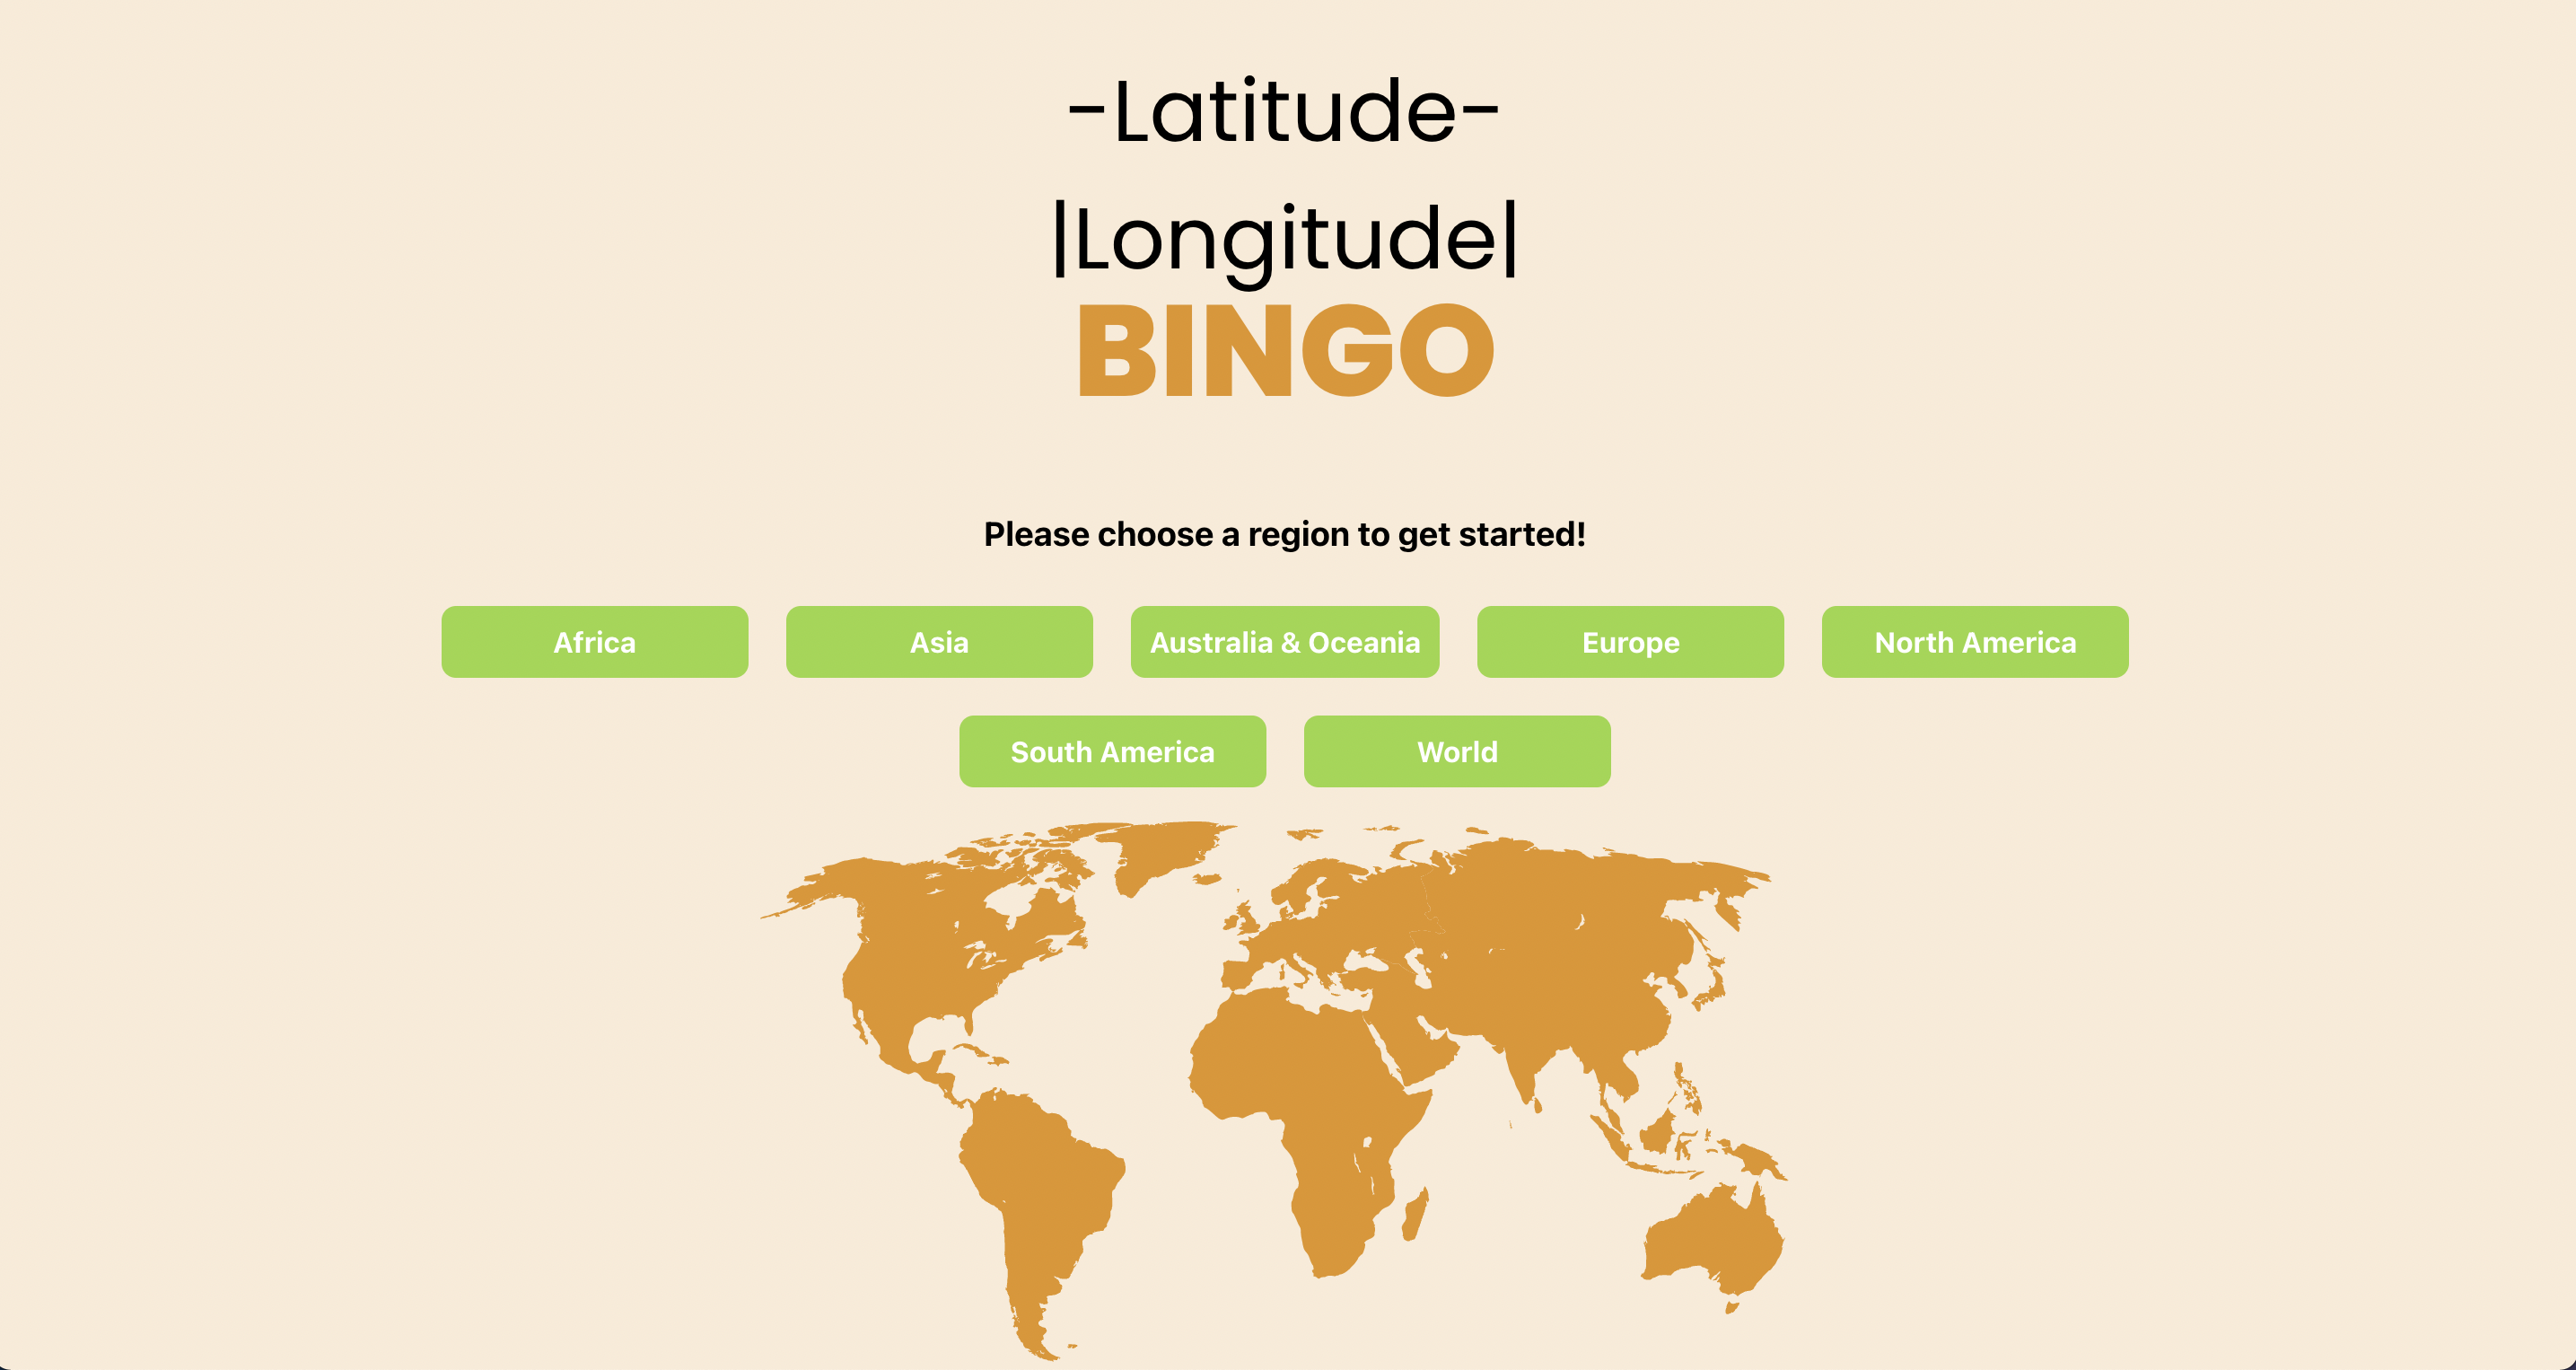 -Latitude-
|Longitude|
BINGO
Please choose a region to get started!
Africa
Asia
Australia & Oceania
Europe
North America
South America
World